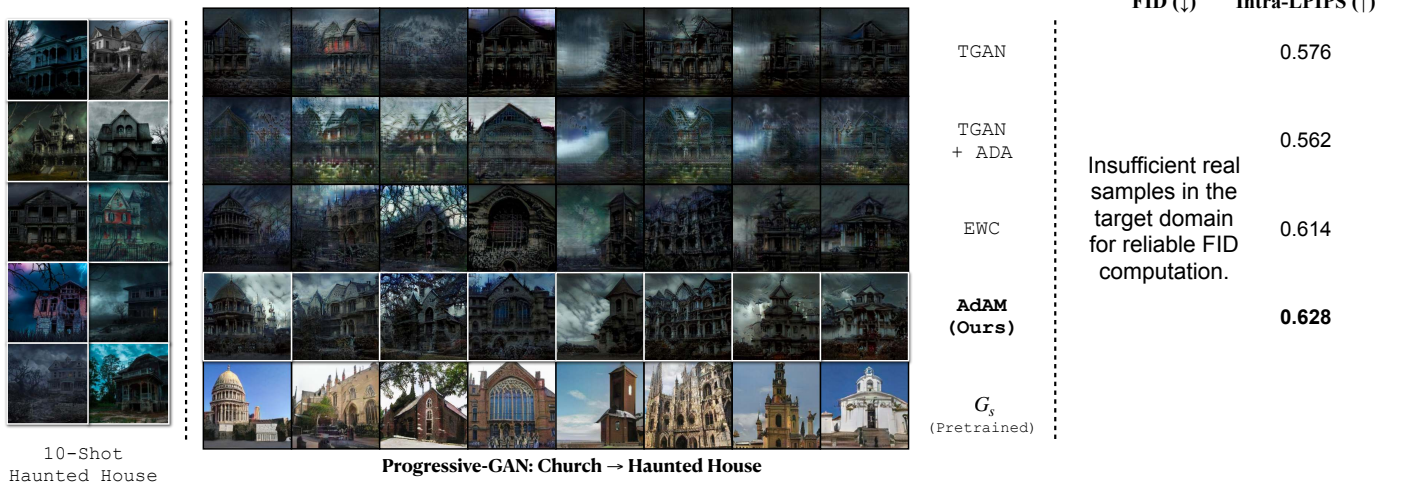 FID (↓) Intra-LPIPS (↑)
TGAN
0.576
TGAN
+ ADA
0.562
Insufficient real
samples in the
target domain
for reliable FID
computation.
EWC
0.614
AdAM
(Ours)
0.628
G_s
(Pretrained)
10-Shot
Haunted House
Progressive-GAN: Church → Haunted House